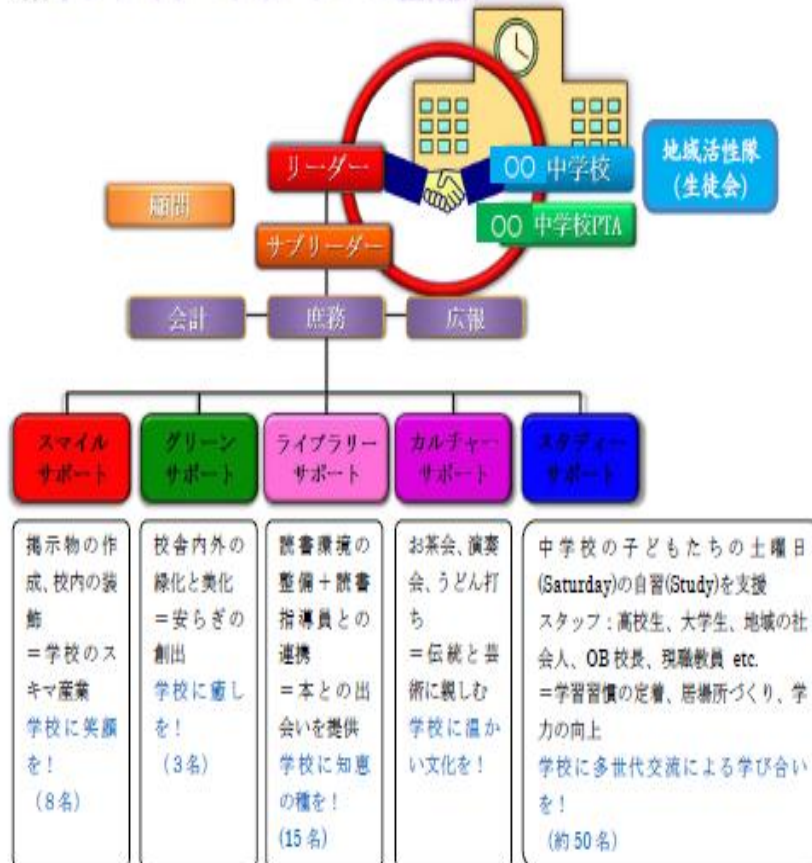 リーダー
〇〇 中学校
地域活性隊
(生徒会)
顧問
サブリーダー
〇〇 中学校PTA
会計
庶務
広報
スマイル
サポート
グリーン
サポート
ライブラリー
サポート
カルチャー
サポート
スタディー
サポート
掲示物の作
成、校内の装
飾
＝学校のス
キマ産業
学校に笑顔
を！
（8名）
校舎内外の
緑化と美化
＝安らぎの
創出
学校に癒し
を！
（3名）
読書環境の
整備＋読書
指導員との
連携
＝本との出
会いを提供
学校に知恵
の種を！
(15 名)
お茶会、演奏
会、うどん打
ち
＝伝統と芸
術に親しむ
学校に温か
い文化を！
中学校の子どもたちの土曜日
(Saturday)の自習(Study)を支援
スタッフ：高校生、大学生、地域の社
会人、OB 校長、現職教員 etc.
＝学習習慣の定着、居場所づくり、学
力の向上
学校に多世代交流による学び合い
を！
（約 50 名）